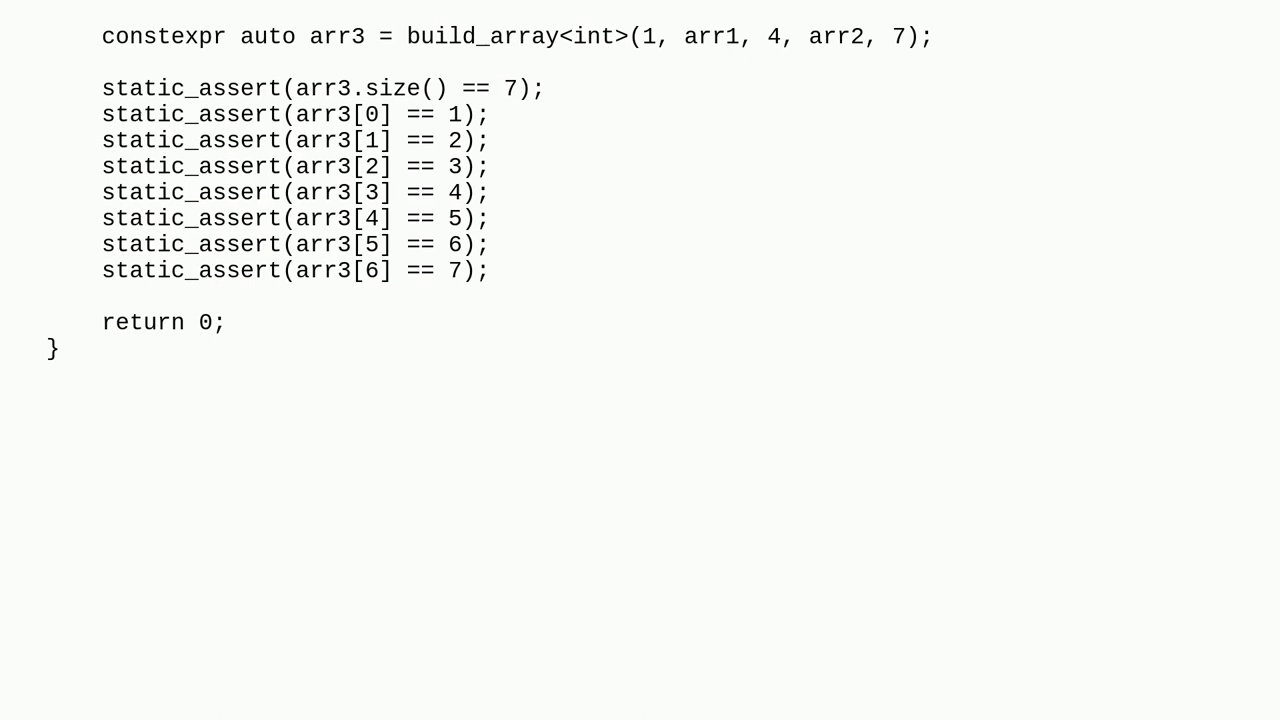 constexpr auto arr3 = build_array<int>(1, arr1, 4, arr2, 7);
static_assert(arr3.size() == 7);
static_assert(arr3[0] == 1);
static_assert(arr3[1] == 2);
static_assert(arr3[2] == 3);
static_assert(arr3[3] == 4);
static_assert(arr3[4] == 5);
static_assert(arr3[5] == 6);
static_assert(arr3[6] == 7);
return 0;
}